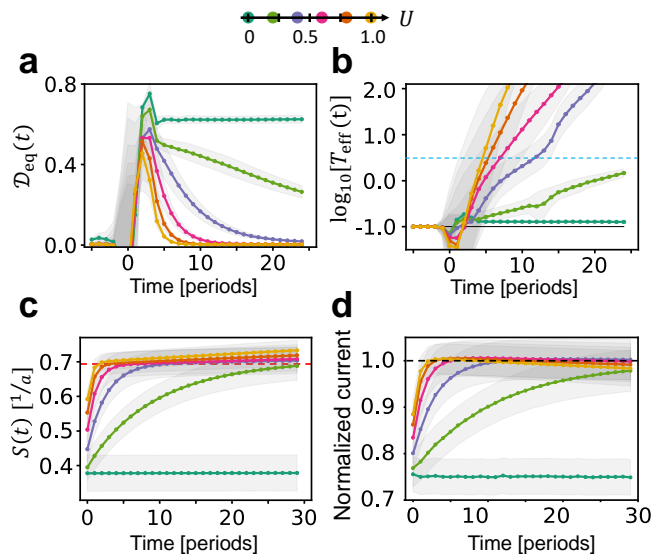 U
0 0.5 1.0
a
b
0.8
0.4
0.0
𝒟eq(t)
0 10 20
Time [periods]
2.0
1.0
0.0
-1.0
log10[Teff(t)]
0 10 20
Time [periods]
c
d
0.7
0.6
0.5
0.4
S(t) [1/a]
0 10 20 30
Time [periods]
1.0
0.9
0.8
0.7
Normalized current
0 10 20 30
Time [periods]